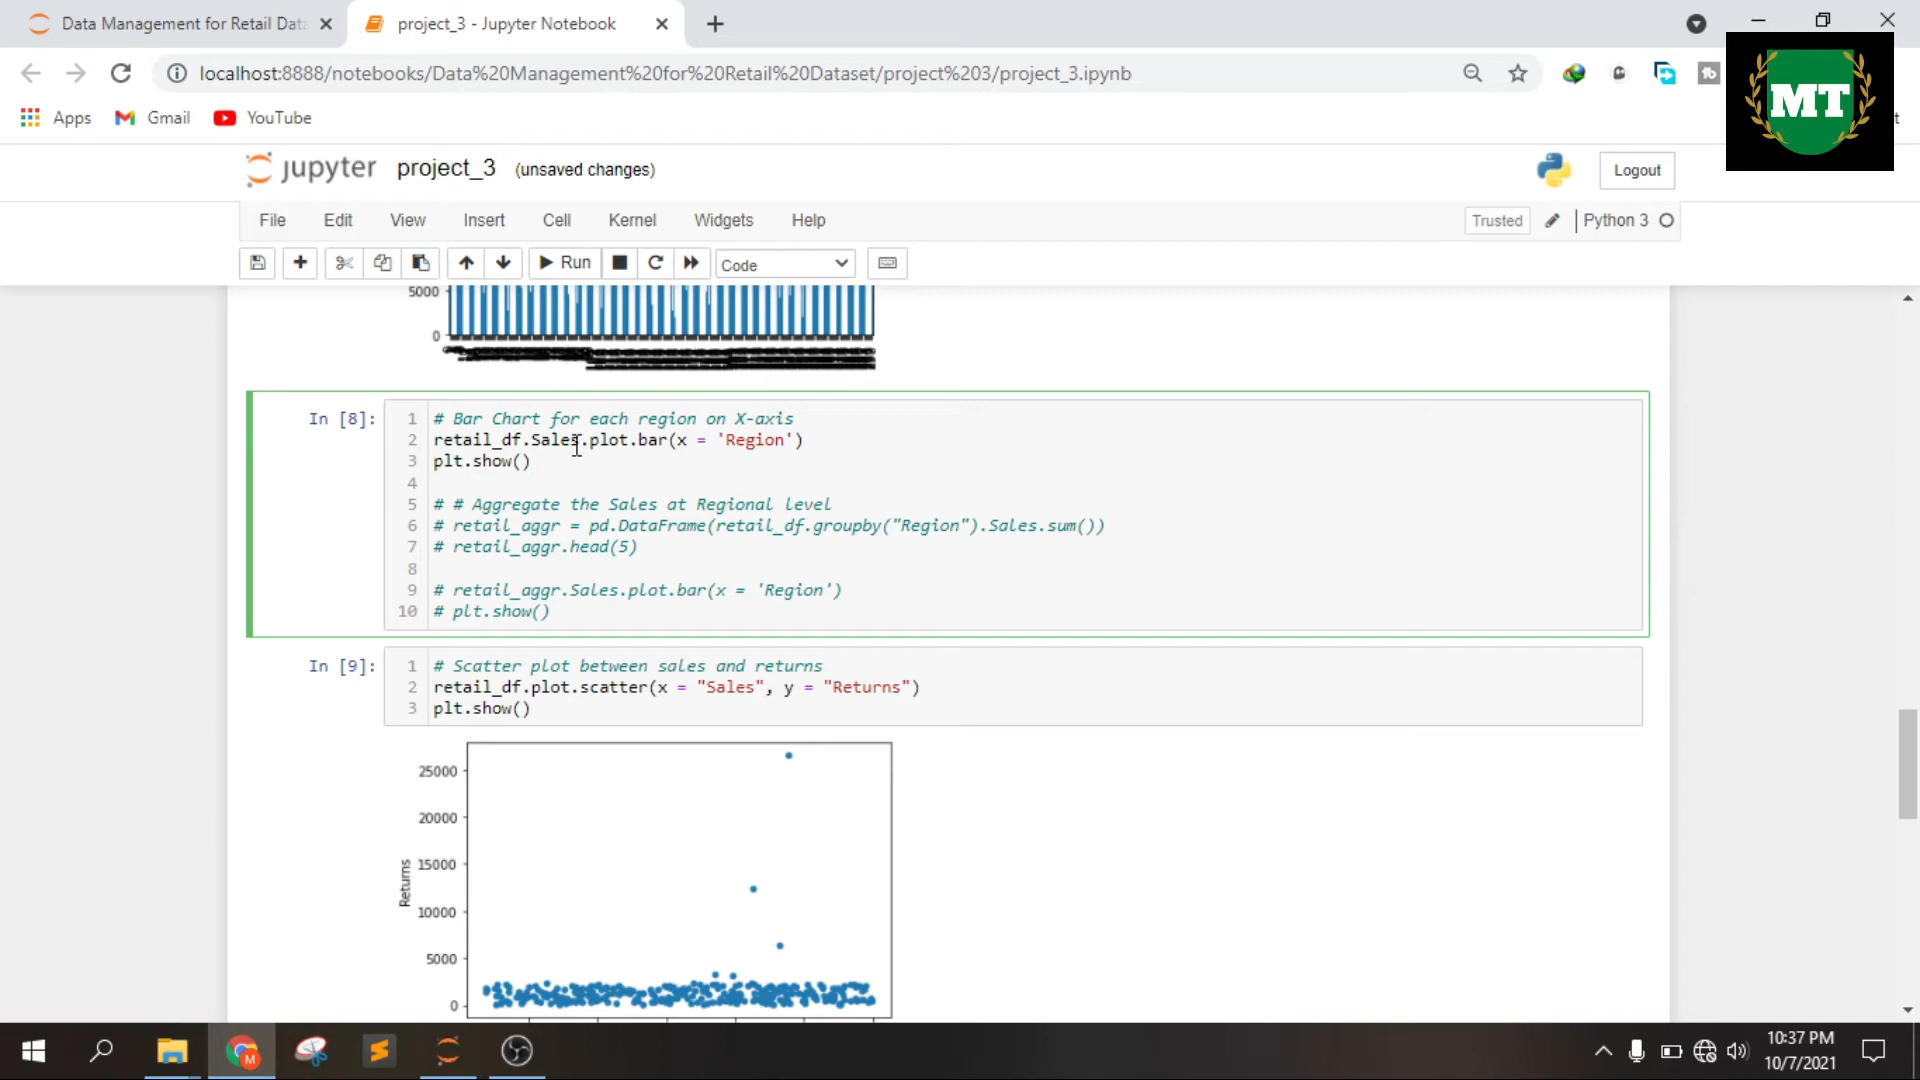 Data Management for Retail Dat
project_3 - Jupyter Notebook
localhost:8888/notebooks/Data%20Management%20for%20Retail%20Dataset/project%203/project_3.ipynb
Apps
Gmail
YouTube
MT
jupyter
project_3
(unsaved changes)
Logout
File
Edit
View
Insert
Cell
Kernel
Widgets
Help
Trusted
Python 3
Run
Code
5000
0
In [8]:
1 # Bar Chart for each region on X-axis
2 retail_df.Sales.plot.bar(x = 'Region')
3 plt.show()
4
5 # # Aggregate the Sales at Regional level
6 # retail_aggr = pd.DataFrame(retail_df.groupby("Region").Sales.sum())
7 # retail_aggr.head(5)
8
9 # retail_aggr.Sales.plot.bar(x = 'Region')
10 # plt.show()
In [9]:
1 # Scatter plot between sales and returns
2 retail_df.plot.scatter(x = "Sales", y = "Returns")
3 plt.show()
25000
20000
15000
10000
5000
0
Returns
M
10:37 PM
10/7/2021